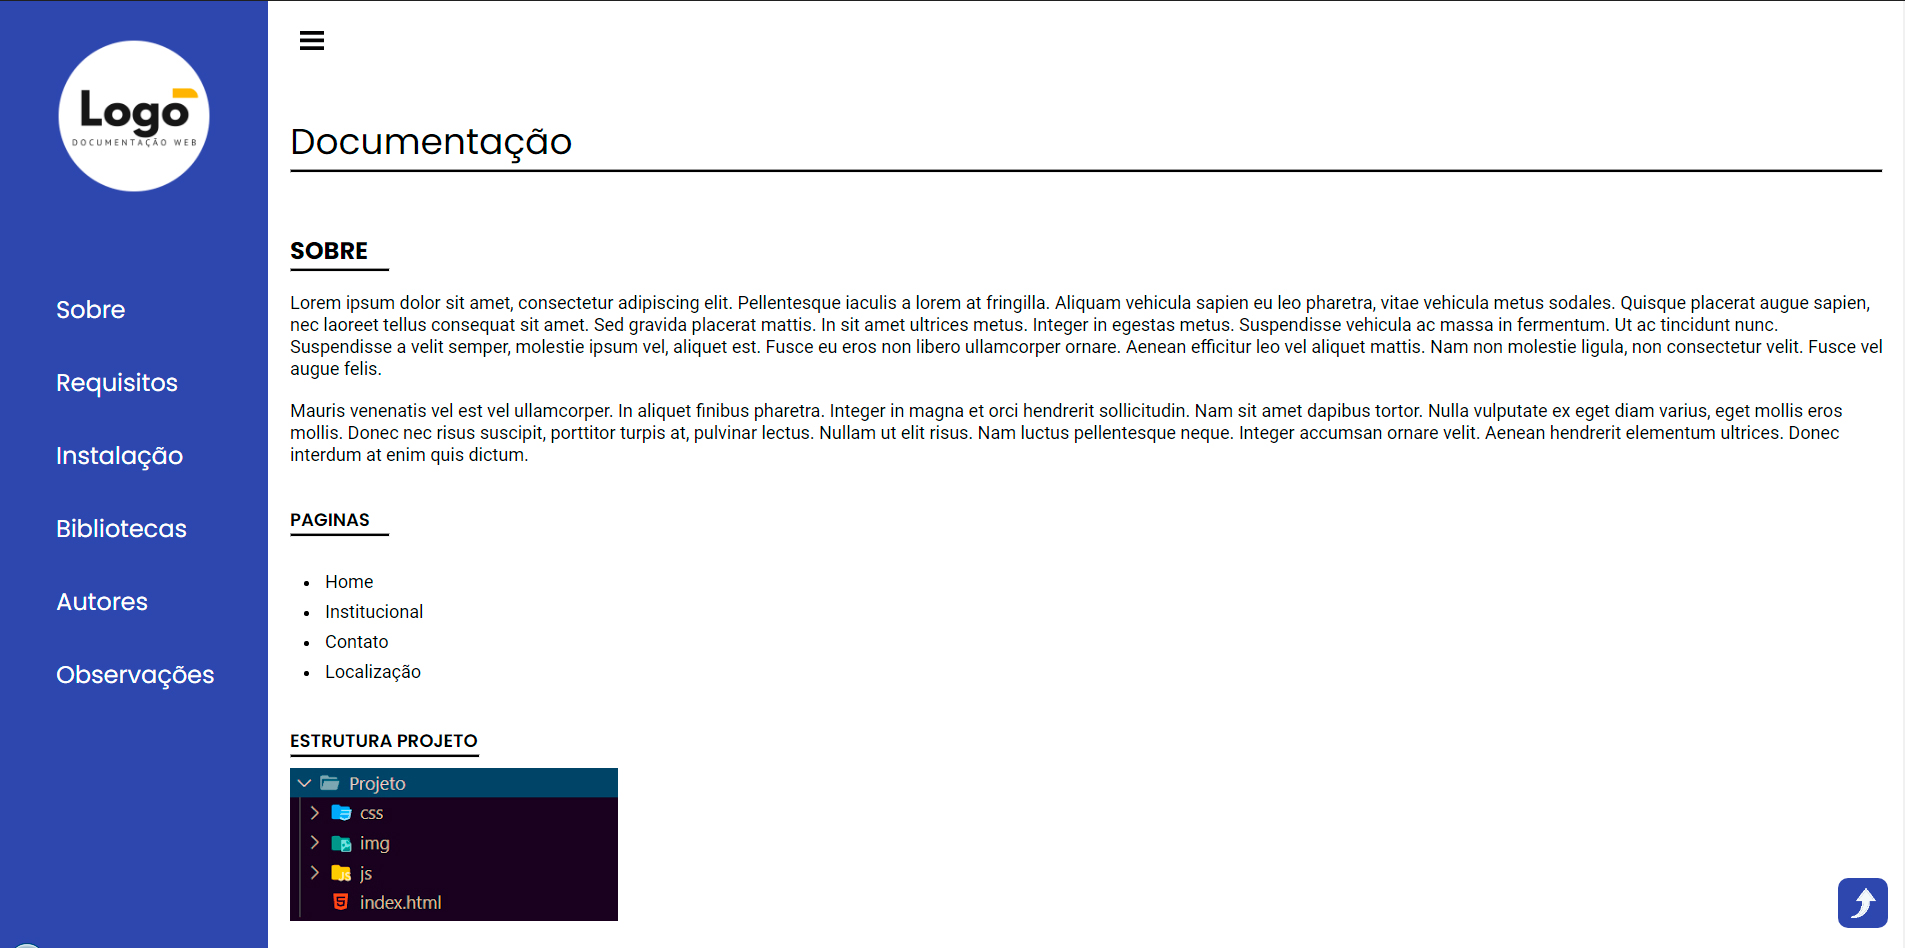 Logo
DOCUMENTAÇÃO WEB
Sobre
Requisitos
Instalação
Bibliotecas
Autores
Observações
Documentação
SOBRE
Lorem ipsum dolor sit amet, consectetur adipiscing elit. Pellentesque iaculis a lorem at fringilla. Aliquam vehicula sapien eu leo pharetra, vitae vehicula metus sodales. Quisque placerat augue sapien,
nec laoreet tellus consequat sit amet. Sed gravida placerat mattis. In sit amet ultrices metus. Integer in egestas metus. Suspendisse vehicula ac massa in fermentum. Ut ac tincidunt nunc.
Suspendisse a velit semper, molestie ipsum vel, aliquet est. Fusce eu eros non libero ullamcorper ornare. Aenean efficitur leo vel aliquet mattis. Nam non molestie ligula, non consectetur velit. Fusce vel
augue felis.
Mauris venenatis vel est vel ullamcorper. In aliquet finibus pharetra. Integer in magna et orci hendrerit sollicitudin. Nam sit amet dapibus tortor. Nulla vulputate ex eget diam varius, eget mollis eros
mollis. Donec nec risus suscipit, porttitor turpis at, pulvinar lectus. Nullam ut elit risus. Nam luctus pellentesque neque. Integer accumsan ornare velit. Aenean hendrerit elementum ultrices. Donec
interdum at enim quis dictum.
PAGINAS
Home
Institucional
Contato
Localização
ESTRUTURA PROJETO
Projeto
css
img
js
index.html